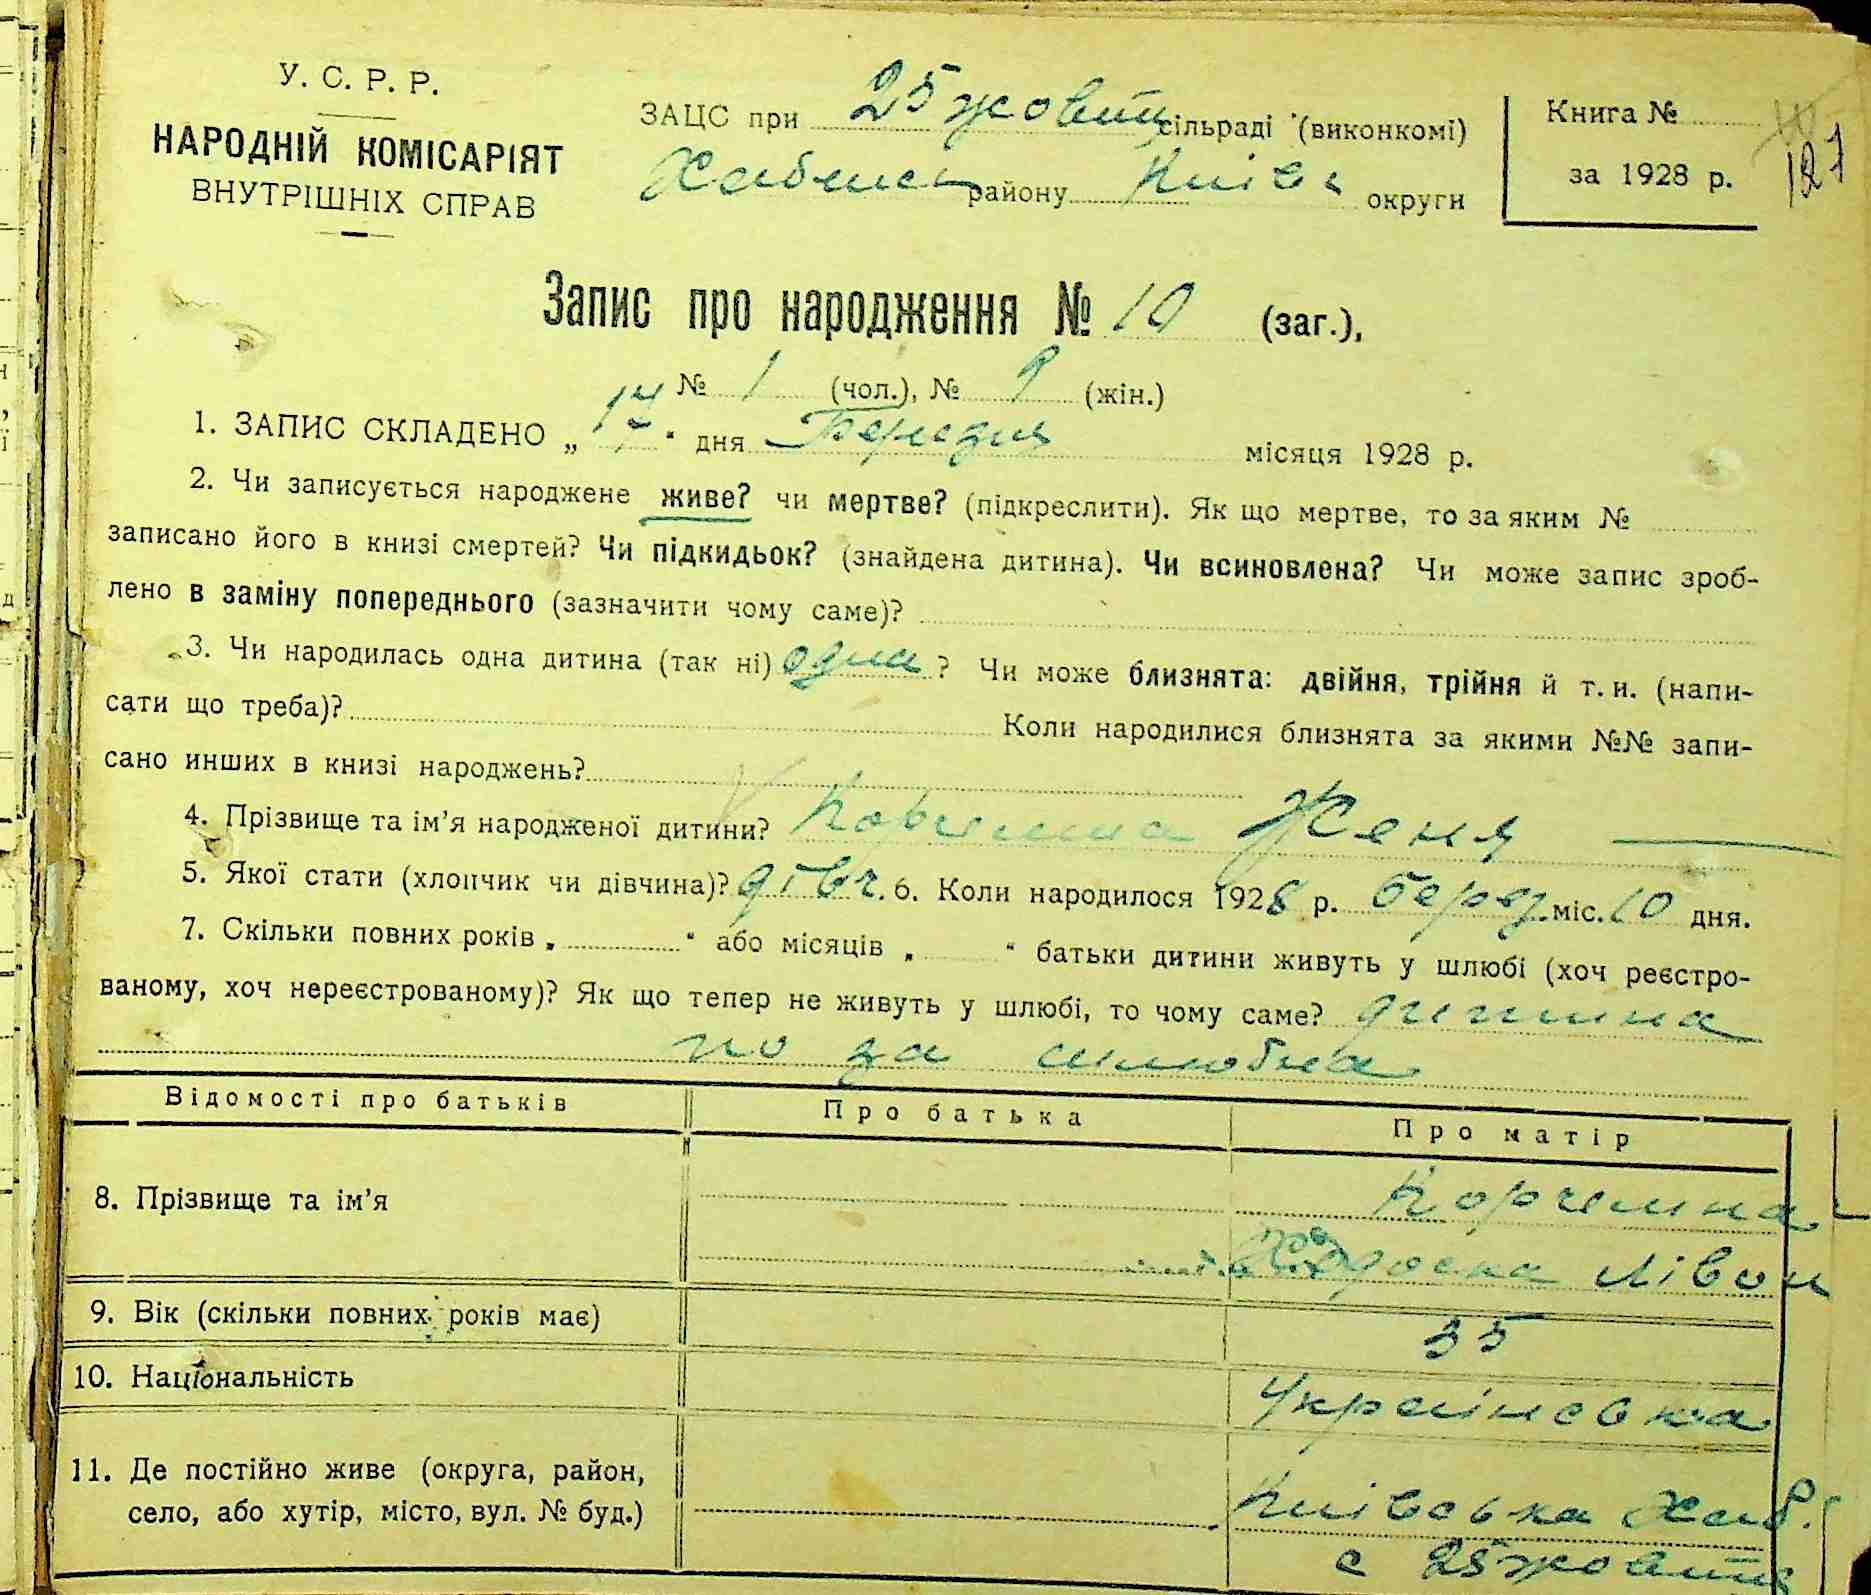 У. С. Р. Р.
НАРОДНІЙ КОМІСАРІЯТ
ВНУТРІШНІХ СПРАВ
ЗАЦС при 25 жовтн сільраді (виконкомі)
Хабенс району Київс округи
Книга №
за 1928 р.
127
Запис про народження № 10 (заг.),
№ 1 (чол.), № 9 (жін.)
1. ЗАПИС СКЛАДЕНО „ 17 “ дня Березня місяця 1928 р.
2. Чи записується народжене живе? чи мертве? (підкреслити). Як що мертве, то за яким №
записано його в книзі смертей? Чи підкидьок? (знайдена дитина). Чи всиновлена? Чи може запис зроб-
лено в заміну попереднього (зазначити чому саме)?
3. Чи народилась одна дитина (так ні) одна ? Чи може близнята: двійня, трійня й т. и. (напи-
сати що треба)? Коли народилися близнята за якими №№ запи-
сано инших в книзі народжень?
4. Прізвище та ім’я народженої дитини? Корчемна Женя
5. Якої стати (хлопчик чи дівчина)? дівч. 6. Коли народилося 1928 р. берез. міс. 10 дня.
7. Скільки повних років „ “ або місяців „ “ батьки дитини живуть у шлюбі (хоч реєстро-
ваному, хоч нереєстрованому)? Як що тепер не живуть у шлюбі, то чому саме? дитина
по за шлюбна
Відомості про батьків Про батька Про матір
8. Прізвище та ім’я Корчемна
9. Вік (скільки повних років має) 35
10. Національність Українсвка
11. Де постійно живе (округа, район,
село, або хутір, місто, вул. № буд.) Київська Хаб.
с 25 жовтн